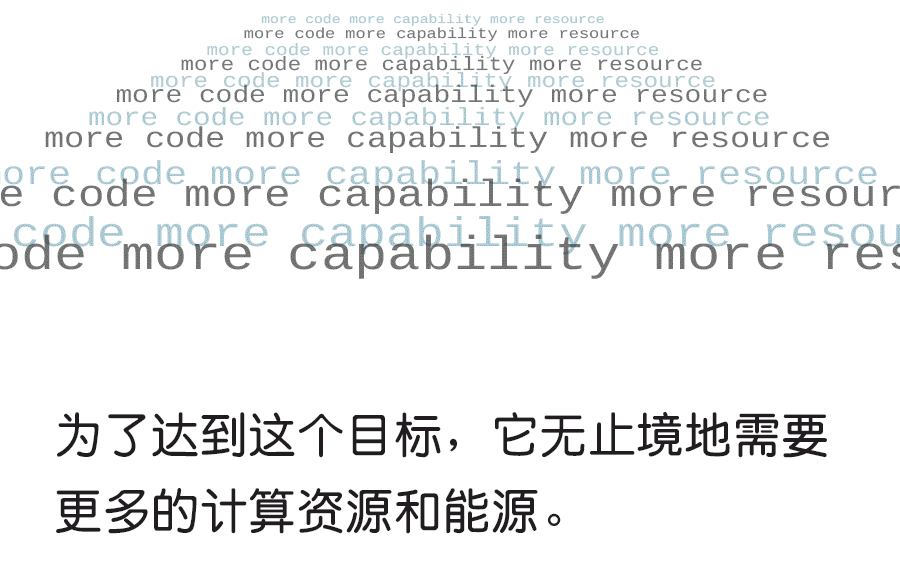 more code more capability more resource
more code more capability more resource
more code more capability more resource
more code more capability more resource
more code more capability more resource
more code more capability more resource
more code more capability more resource
more code more capability more resource
ore code more capability more resource
e code more capability more resour
code more capability more resou
ode more capability more res
为了达到这个目标，它无止境地需要
更多的计算资源和能源。